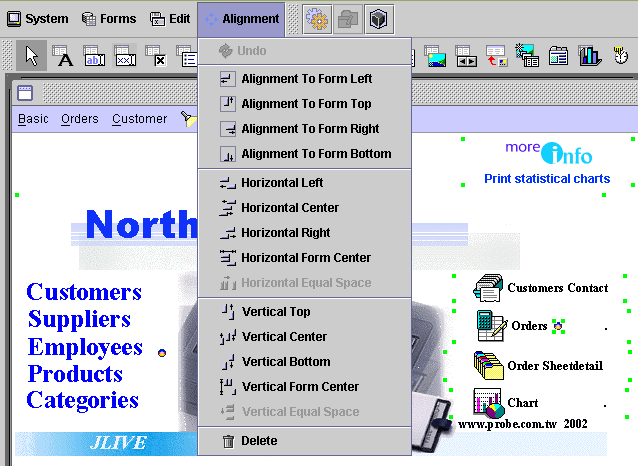 System Forms Edit Alignment
Undo
Alignment To Form Left
Alignment To Form Top
Alignment To Form Right
Alignment To Form Bottom
Horizontal Left
Horizontal Center
Horizontal Right
Horizontal Form Center
Horizontal Equal Space
Vertical Top
Vertical Center
Vertical Bottom
Vertical Form Center
Vertical Equal Space
Delete
Basic Orders Customer
more info
Print statistical charts
North
Customers
Suppliers
Employees
Products
Categories
JLIVE
Customers Contact
Orders .
Order Sheetdetail
Chart .
www.probe.com.tw 2002